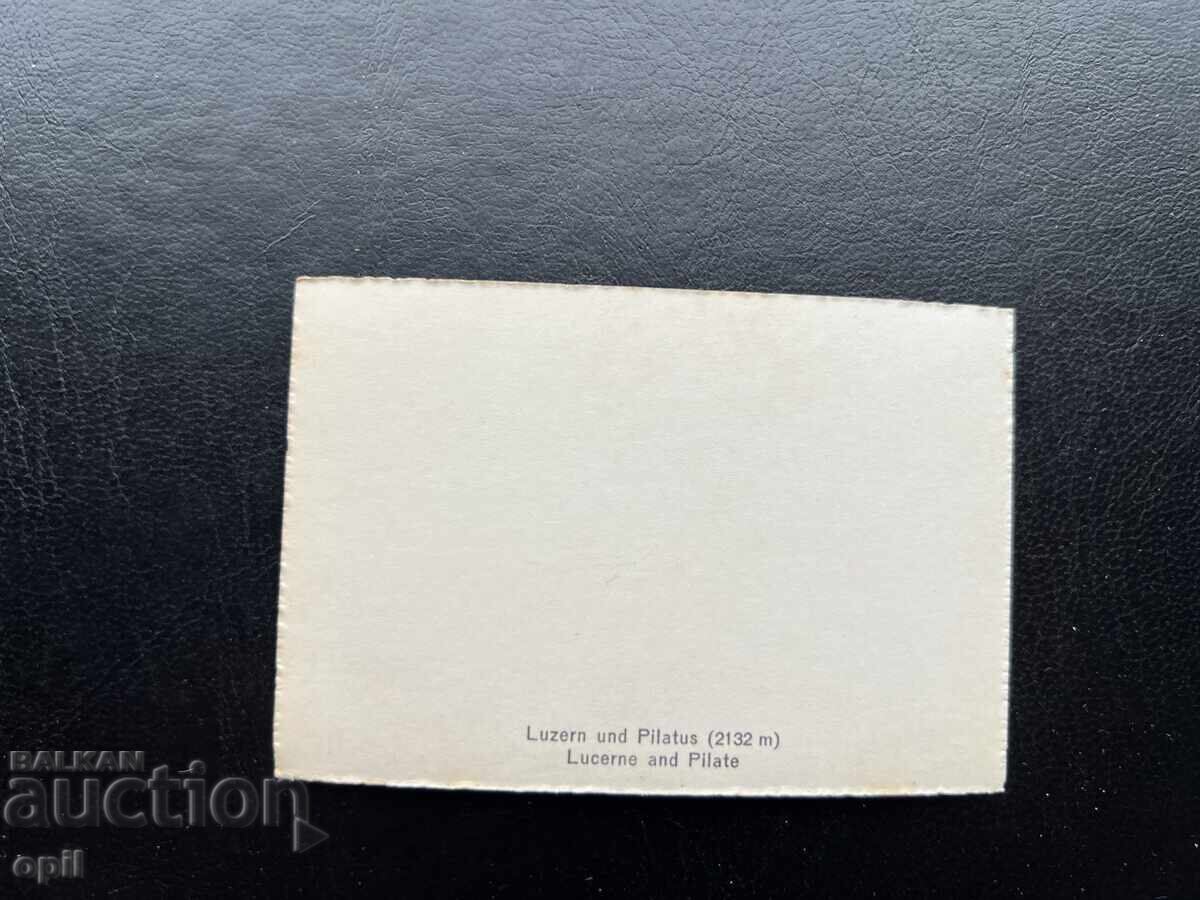 Luzern und Pilatus (2132 m)
Lucerne and Pilate
BALKAN
auction
opil